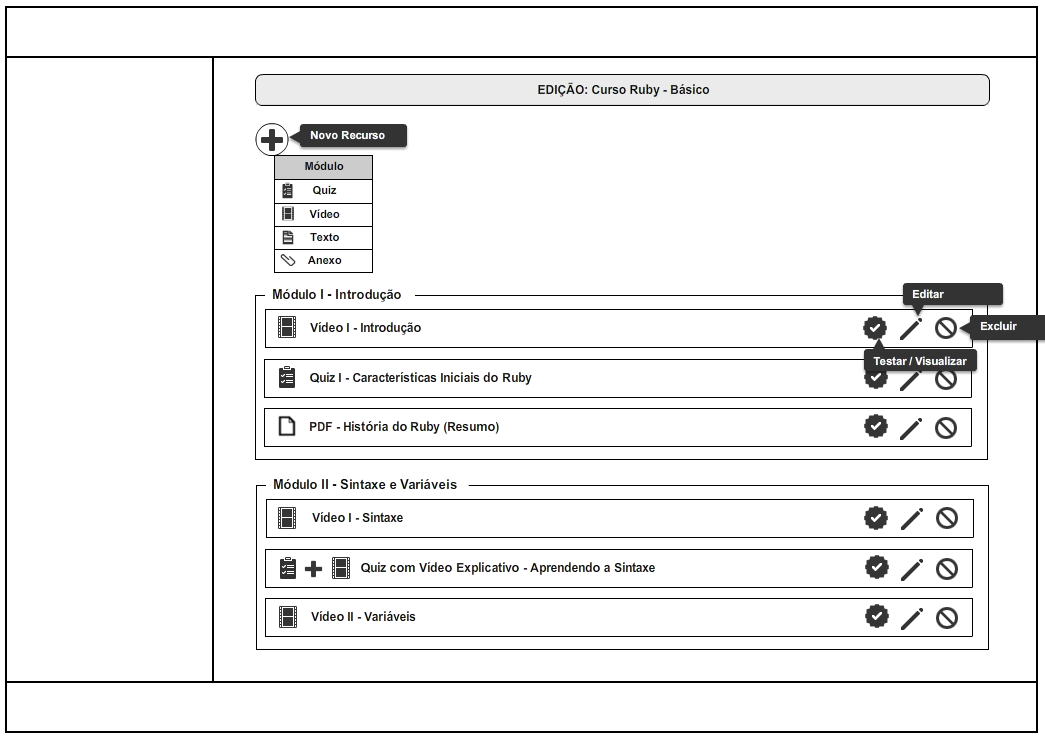 EDIÇÃO: Curso Ruby - Básico
Novo Recurso
Módulo
Quiz
Vídeo
Texto
Anexo
Módulo I - Introdução
Editar
Vídeo I - Introdução
Excluir
Testar / Visualizar
Quiz I - Características Iniciais do Ruby
PDF - História do Ruby (Resumo)
Módulo II - Sintaxe e Variáveis
Vídeo I - Sintaxe
Quiz com Vídeo Explicativo - Aprendendo a Sintaxe
Vídeo II - Variáveis